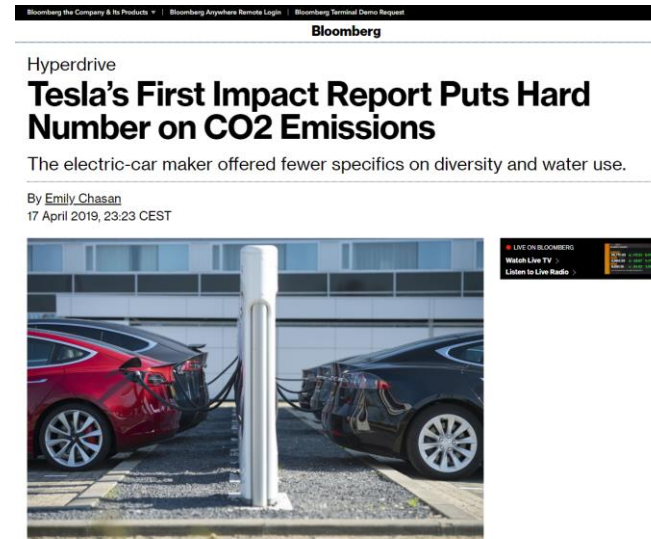 Bloomberg the Company & Its Products ▾ | Bloomberg Anywhere Remote Login | Bloomberg Terminal Demo Request
Bloomberg
Hyperdrive
Tesla's First Impact Report Puts Hard
Number on CO2 Emissions
The electric-car maker offered fewer specifics on diversity and water use.
By Emily Chasan
17 April 2019, 23:23 CEST
LIVE ON BLOOMBERG
Watch Live TV >
Listen to Live Radio >